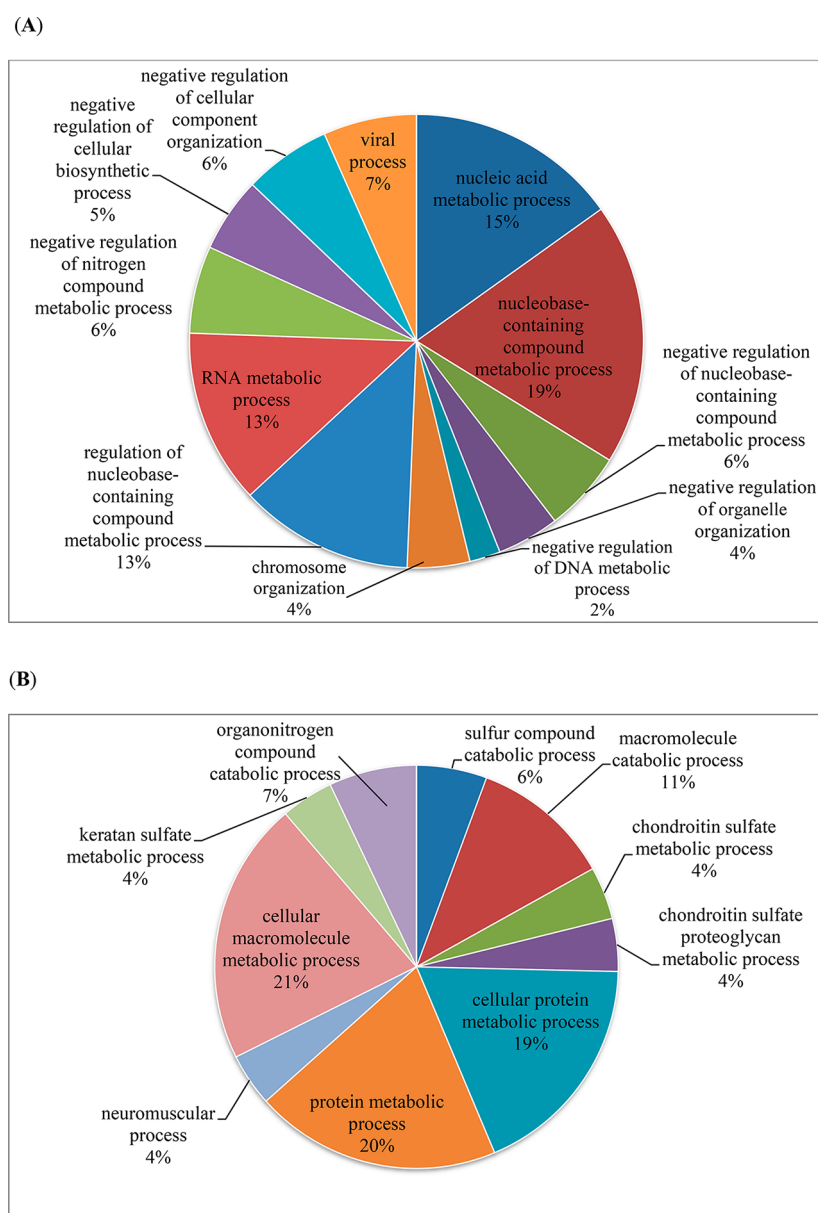 (A)
negative regulation
of cellular
component
organization
6%
negative
regulation of
cellular
biosynthetic
process
5%
viral
process
7%
nucleic acid
metabolic process
15%
negative regulation
of nitrogen
compound
metabolic process
6%
nucleobase-
containing
compound
metabolic process
19%
negative regulation
of nucleobase-
containing
compound
metabolic process
6%
RNA metabolic
process
13%
regulation of
nucleobase-
containing
compound
metabolic process
13%
negative regulation
of organelle
organization
4%
chromosome
organization
4%
negative regulation
of DNA metabolic
process
2%
(B)
organonitrogen
compound
catabolic process
7%
sulfur compound
catabolic process
6%
macromolecule
catabolic process
11%
keratan sulfate
metabolic process
4%
chondroitin sulfate
metabolic process
4%
cellular
macromolecule
metabolic process
21%
chondroitin sulfate
proteoglycan
metabolic process
4%
cellular protein
metabolic process
19%
neuromuscular
process
4%
protein metabolic
process
20%